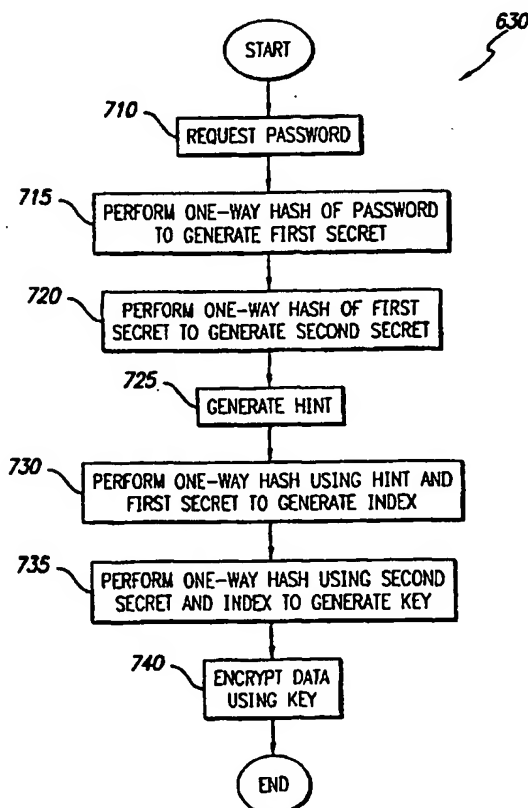 630
START
710
REQUEST PASSWORD
715
PERFORM ONE-WAY HASH OF PASSWORD
TO GENERATE FIRST SECRET
720
PERFORM ONE-WAY HASH OF FIRST
SECRET TO GENERATE SECOND SECRET
725
GENERATE HINT
730
PERFORM ONE-WAY HASH USING HINT AND
FIRST SECRET TO GENERATE INDEX
735
PERFORM ONE-WAY HASH USING SECOND
SECRET AND INDEX TO GENERATE KEY
740
ENCRYPT DATA
USING KEY
END